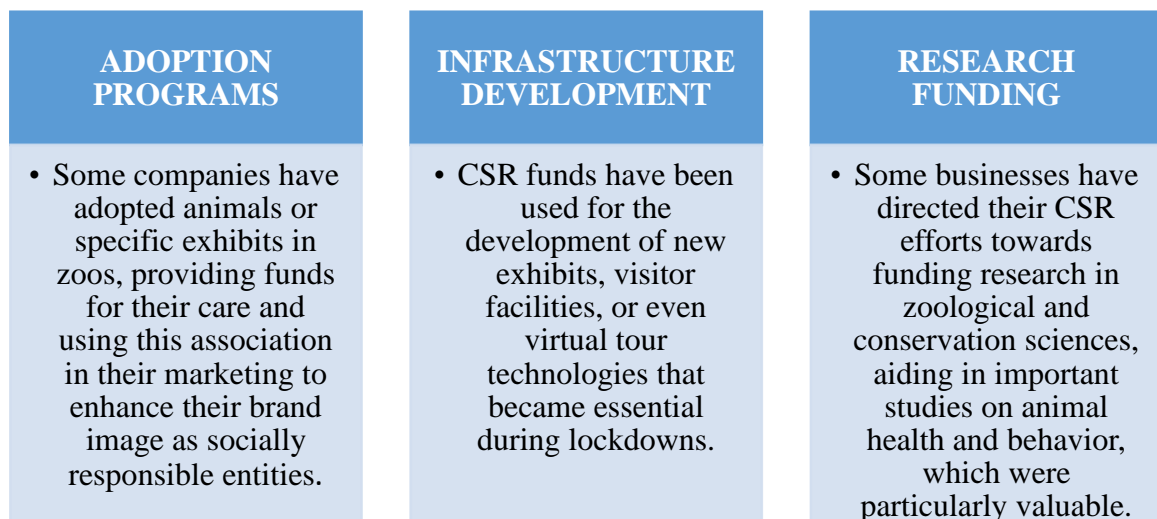 ADOPTION
PROGRAMS
• Some companies have
adopted animals or
specific exhibits in
zoos, providing funds
for their care and
using this association
in their marketing to
enhance their brand
image as socially
responsible entities.
INFRASTRUCTURE
DEVELOPMENT
• CSR funds have been
used for the
development of new
exhibits, visitor
facilities, or even
virtual tour
technologies that
became essential
during lockdowns.
RESEARCH
FUNDING
• Some businesses have
directed their CSR
efforts towards
funding research in
zoological and
conservation sciences,
aiding in important
studies on animal
health and behavior,
which were
particularly valuable.